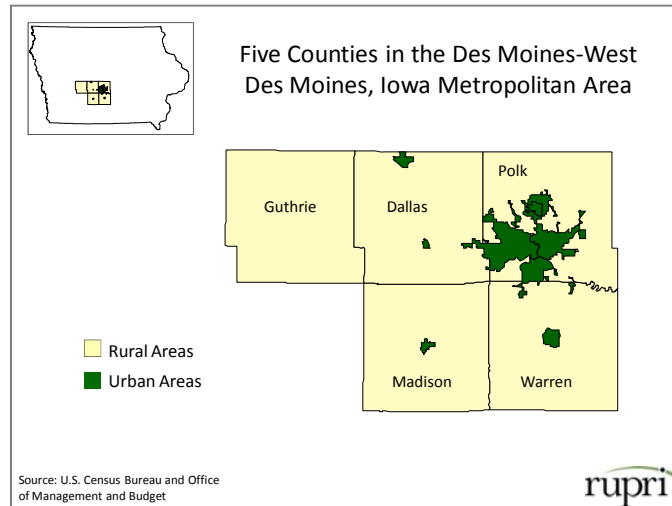 Five Counties in the Des Moines-West
Des Moines, Iowa Metropolitan Area
Polk
Guthrie
Dallas
Rural Areas
Urban Areas
Madison
Warren
Source: U.S. Census Bureau and Office
of Management and Budget
rupri